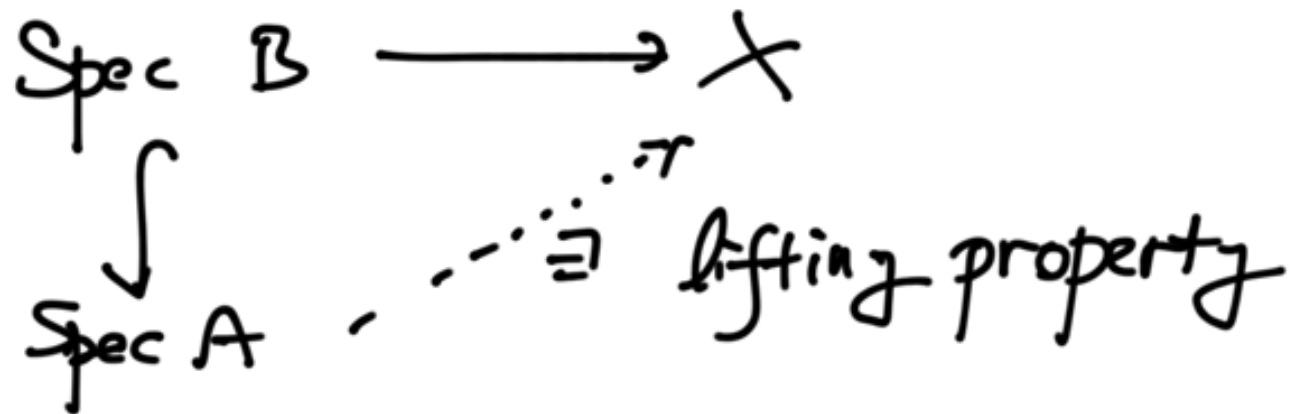 Spec B → X
∃ lifting property
Spec A